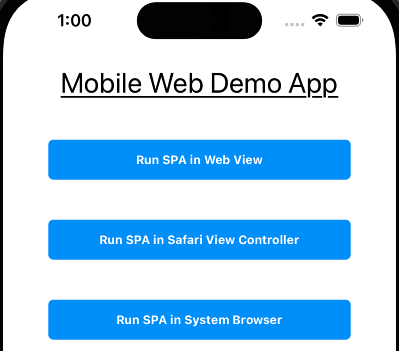 1:00
Mobile Web Demo App
Run SPA in Web View
Run SPA in Safari View Controller
Run SPA in System Browser